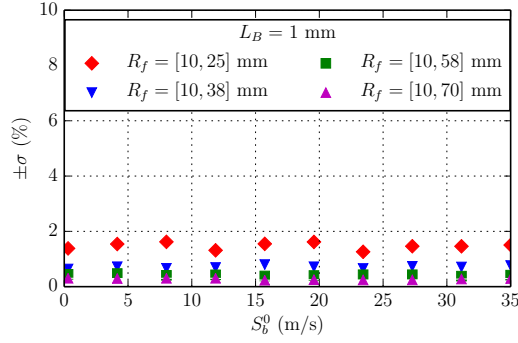 10
8
6
4
2
0
±σ (%)
L_B = 1 mm
R_f = [10, 25] mm
R_f = [10, 58] mm
R_f = [10, 38] mm
R_f = [10, 70] mm
0 5 10 15 20 25 30 35
S_b^0 (m/s)